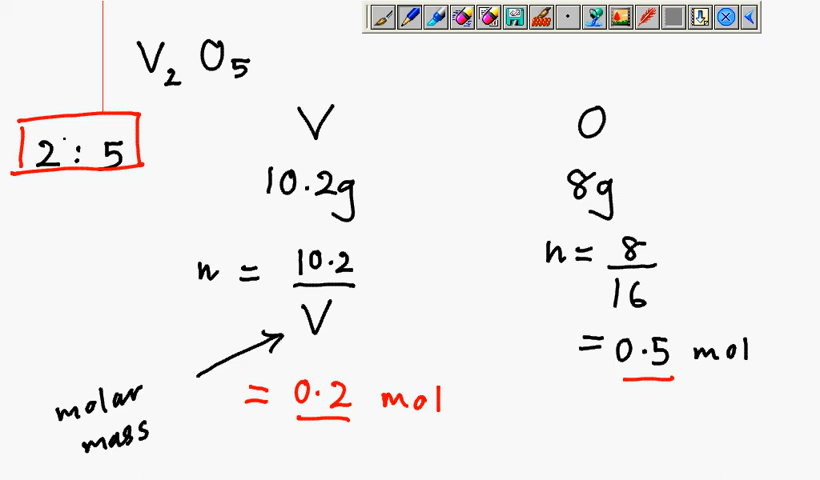 V₂ O₅
2 : 5
V
10.2g
n = 10.2 / V
= 0.2 mol
molar
mass
O
8g
n = 8 / 16
= 0.5 mol